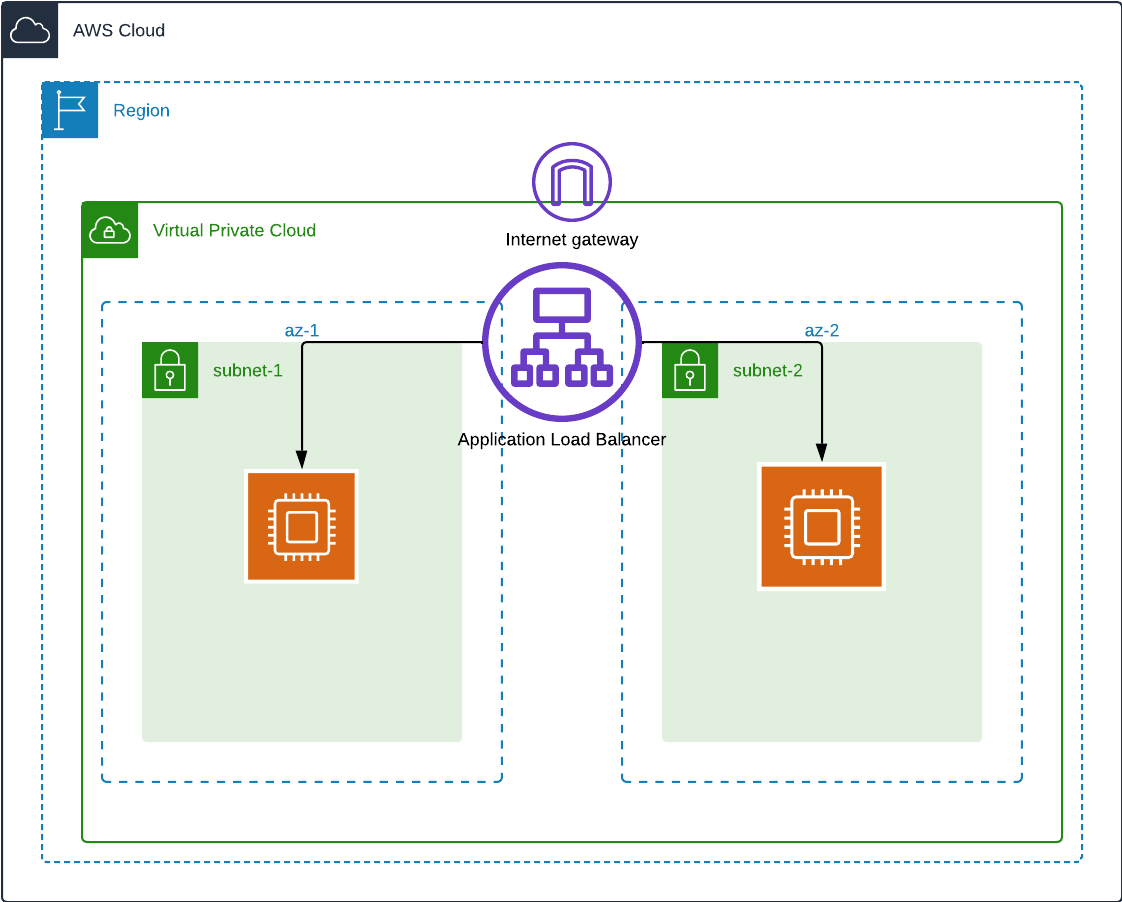 AWS Cloud
Region
Virtual Private Cloud
Internet gateway
az-1
az-2
subnet-1
subnet-2
Application Load Balancer